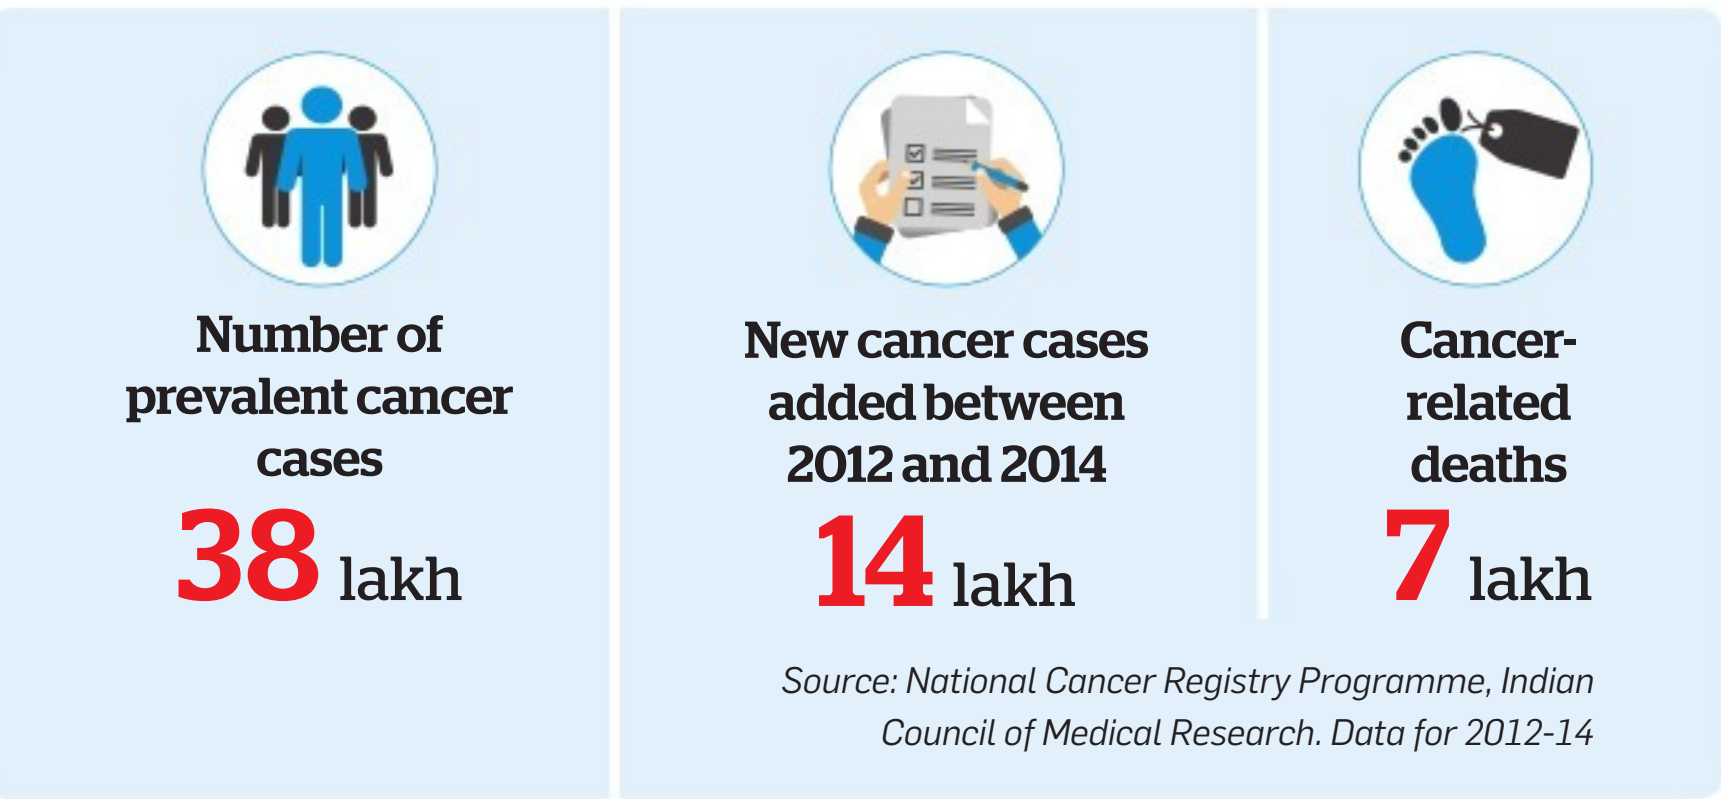 Number of
prevalent cancer
cases
38 lakh
New cancer cases
added between
2012 and 2014
14 lakh
Cancer-
related
deaths
7 lakh
Source: National Cancer Registry Programme, Indian
Council of Medical Research. Data for 2012-14